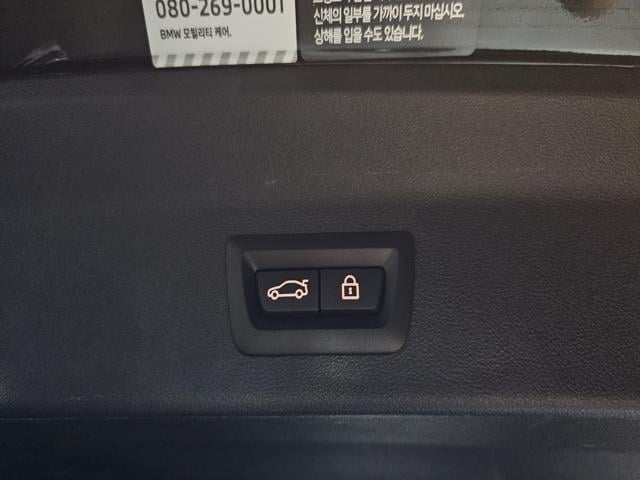 080-269-0001
BMW 모빌리티 케어.
신체의 일부를 가까이 두지 마십시오.
상해를 입을 수도 있습니다.